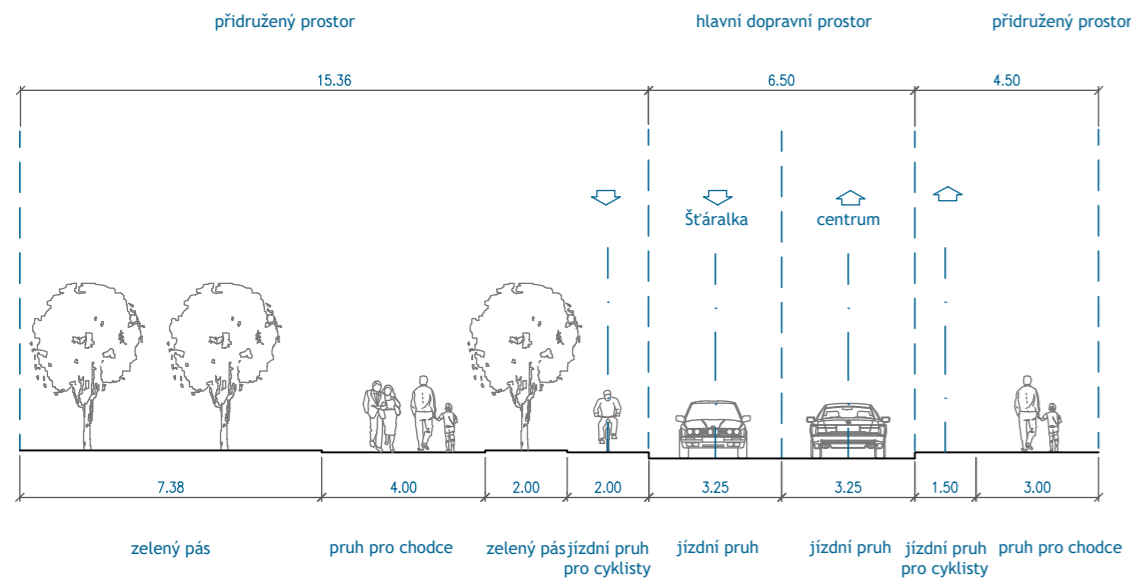 přidružený prostor
hlavní dopravní prostor
přidružený prostor
15.36
6.50
4.50
Šťáralka
centrum
7.38
4.00
2.00
2.00
3.25
3.25
1.50
3.00
zelený pás
pruh pro chodce
zelený pás
jízdní pruh
pro cyklisty
jízdní pruh
jízdní pruh
jízdní pruh
pro cyklisty
pruh pro chodce